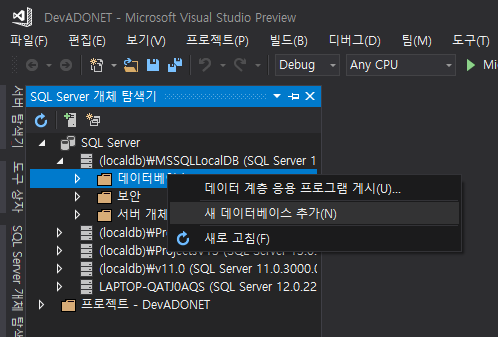 DevADONET - Microsoft Visual Studio Preview
파일(F) 편집(E) 보기(V) 프로젝트(P) 빌드(B) 디버그(D) 팀(M) 도구(T)
Debug Any CPU Mi
서버 탐색기
도구 상자
SQL Server 개체 탐색기
SQL Server 개체 탐색기
SQL Server
(localdb)₩MSSQLLocalDB (SQL Server 1
데이터베이스
데이터 계층 응용 프로그램 게시(U)...
보안
새 데이터베이스 추가(N)
서버 개체
(localdb)₩Proj
새로 고침(F)
(localdb)₩ProjectsV13 (SQL Server 13.0
(localdb)₩v11.0 (SQL Server 11.0.3000.0
LAPTOP-QATJ0AQS (SQL Server 12.0.22
프로젝트 - DevADONET